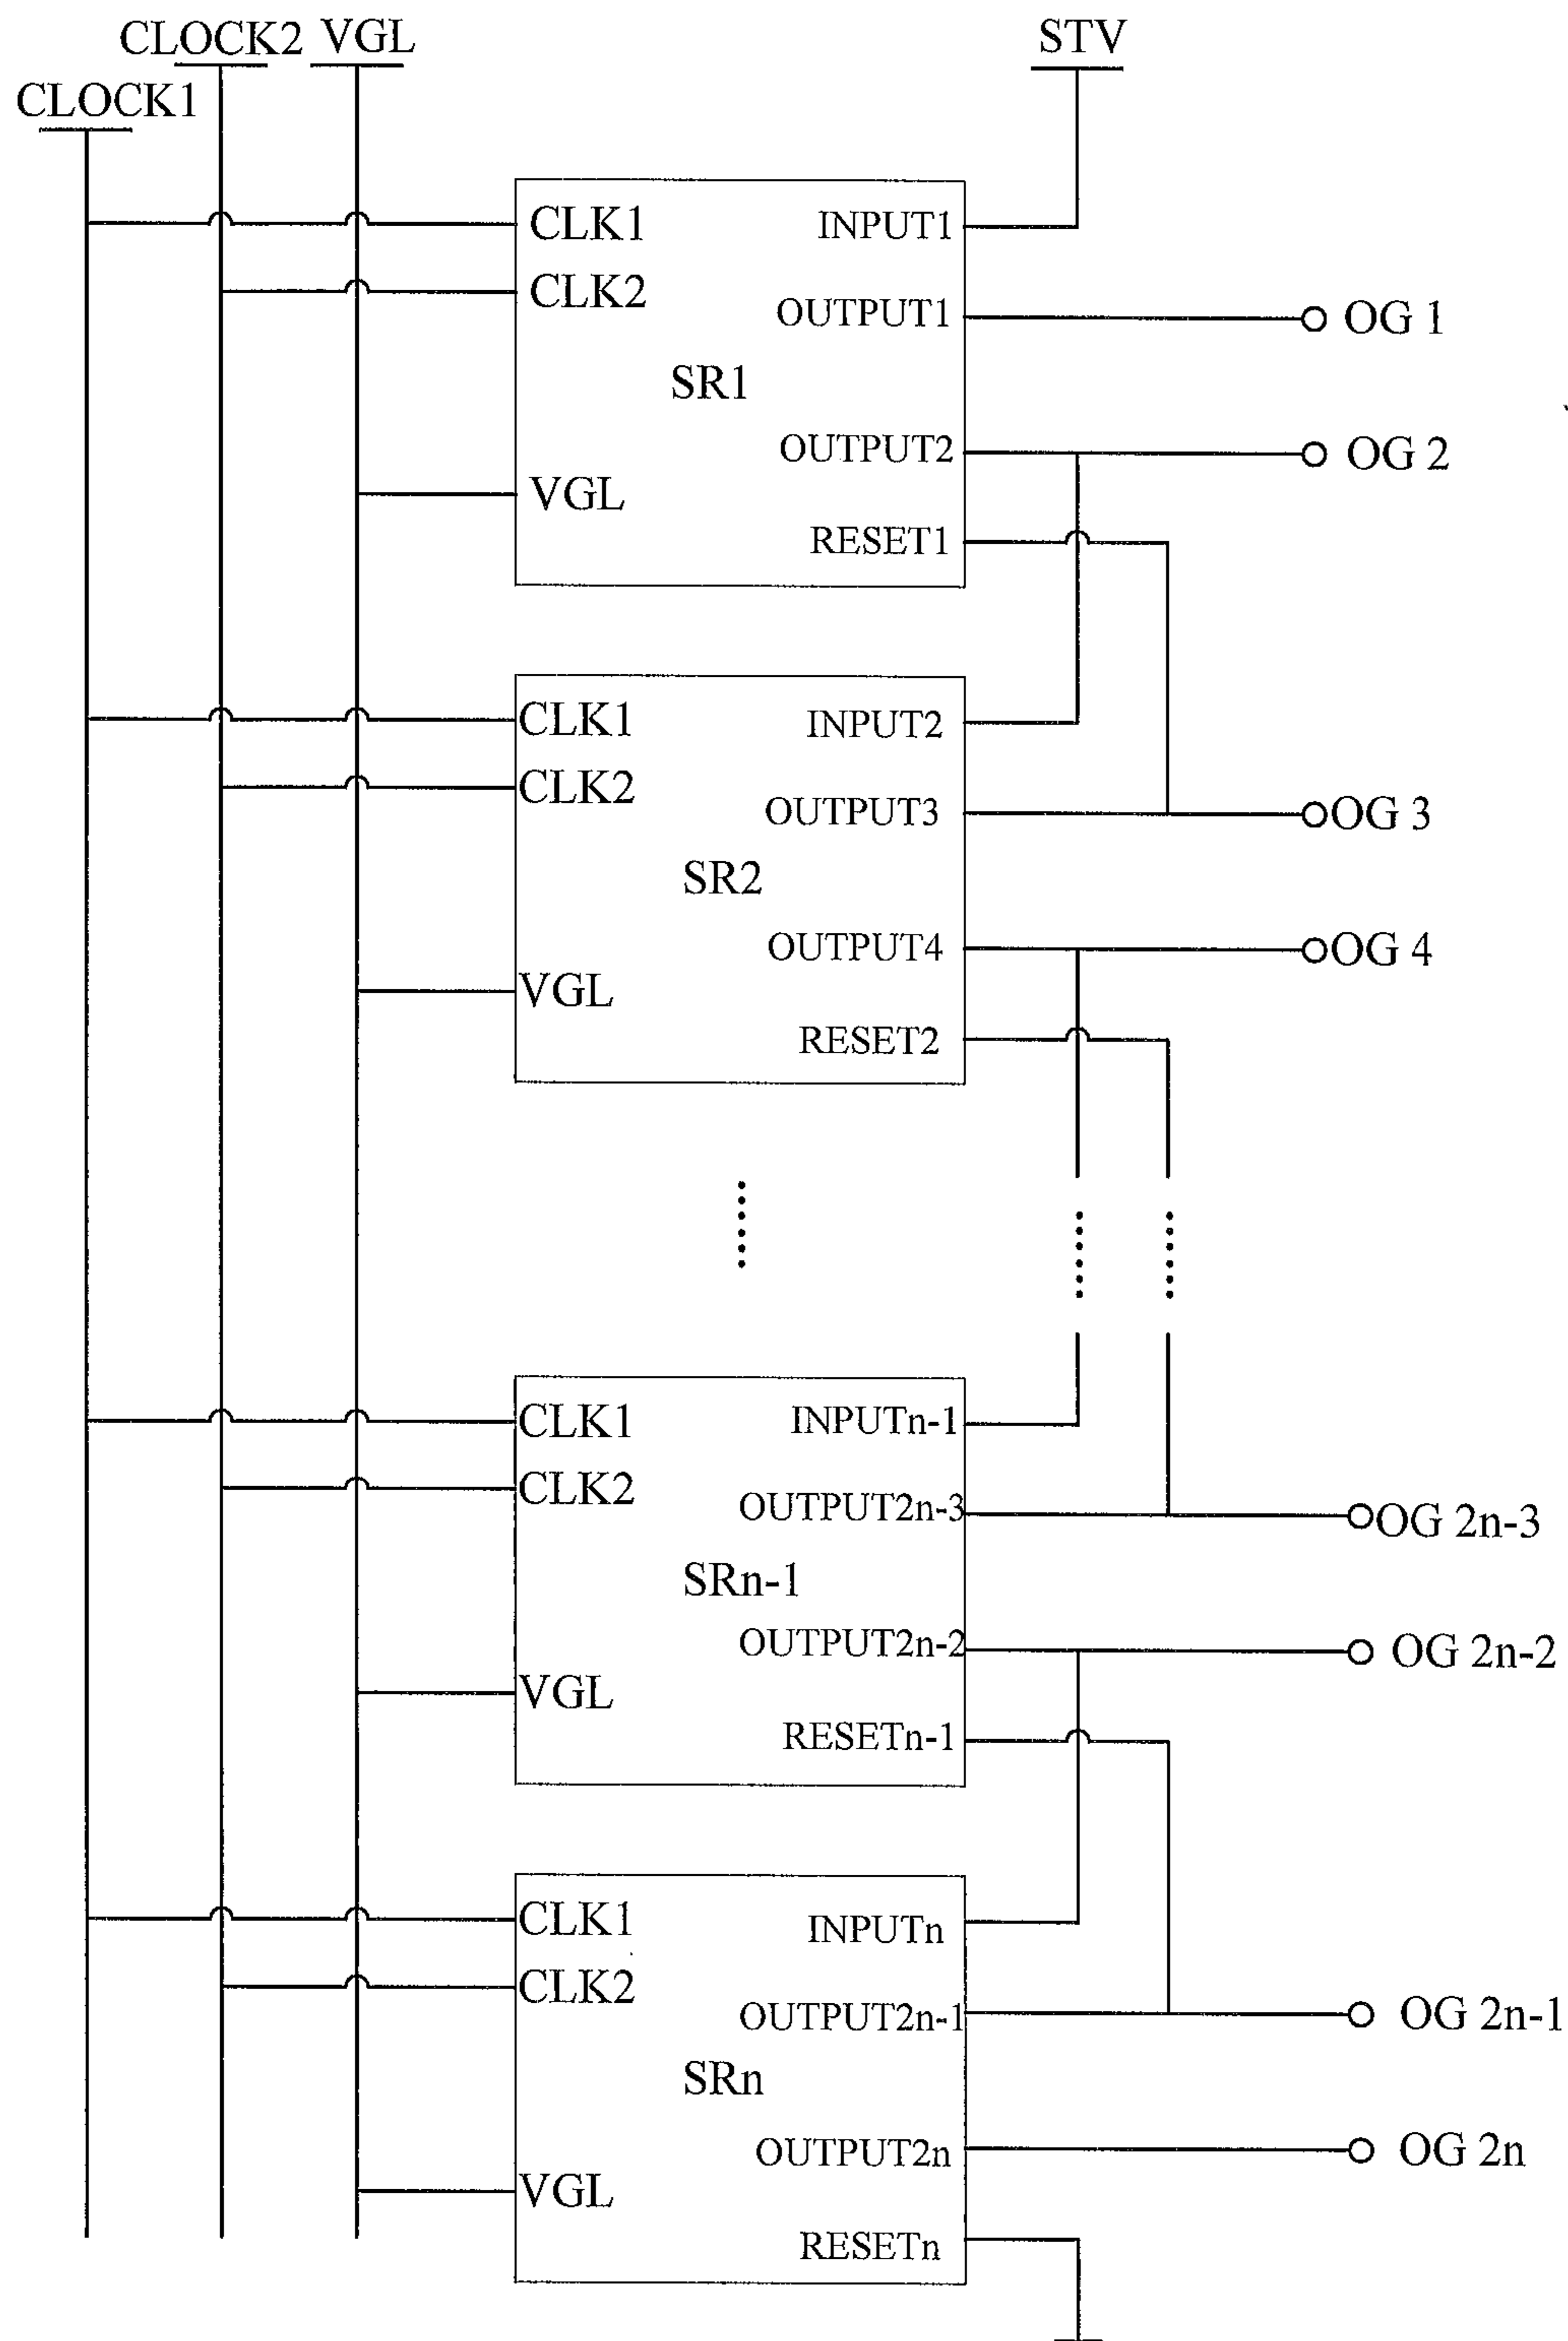 CLOCK2 VGL STV
CLOCK1
CLK1 INPUT1
CLK2
OUTPUT1 OG 1
SR1
OUTPUT2 OG 2
VGL
RESET1
CLK1 INPUT2
CLK2
OUTPUT3 OG 3
SR2
OUTPUT4 OG 4
VGL
RESET2
CLK1 INPUTn-1
CLK2
OUTPUT2n-3 OG 2n-3
SRn-1
OUTPUT2n-2 OG 2n-2
VGL
RESETn-1
CLK1 INPUTn
CLK2
OUTPUT2n-1 OG 2n-1
SRn
OUTPUT2n OG 2n
VGL
RESETn